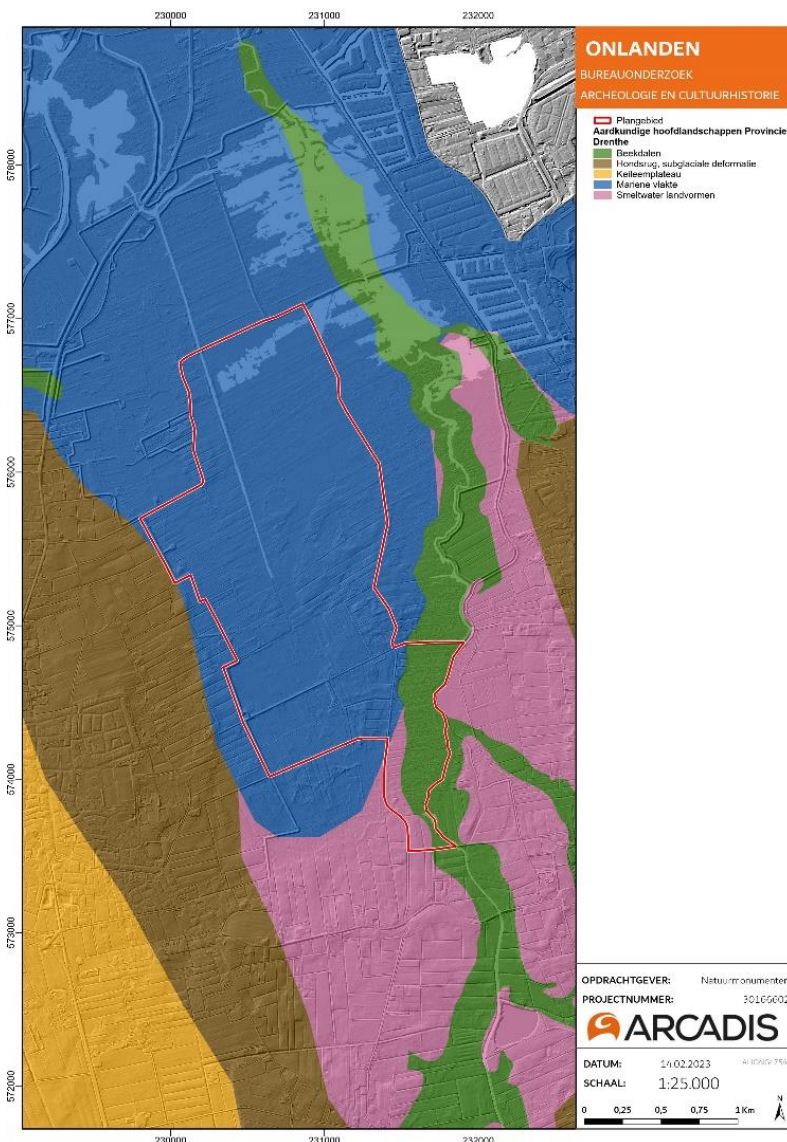 230000 231000 232000
ONLANDEN
BUREAUONDERZOEK
ARCHEOLOGIE EN CULTUURHISTORIE
Plangebied
Aardkundige hoofdlandschappen Provincie
Drenthe
Beekdalen
Hondsrug, subglaciale deformatie
Keileemplateau
Mariene vlakte
Smeltwater landvormen
578000
577000
576000
575000
574000
573000
572000
OPDRACHTGEVER: Natuurmonumenten
PROJECTNUMMER: 30166602
ARCADIS
DATUM: 14.02.2023
SCHAAL: 1:25.000
N
0 0,25 0,5 0,75 1 Km
230000 231000 232000